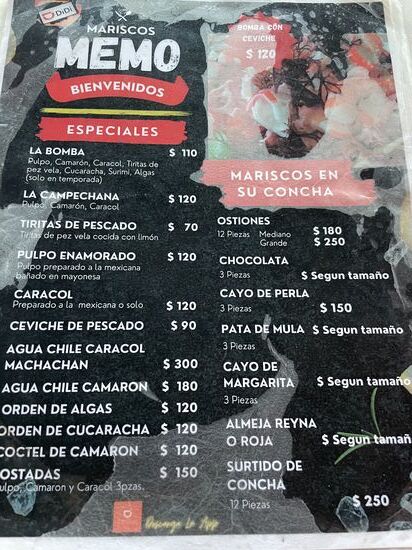 DiDi
MARISCOS
MEMO
BIENVENIDOS
ESPECIALES
LA BOMBA $ 110
Pulpo, Camarón, Caracol, Tiritas de
pez vela, Cucaracha, Surimi, Algas
(solo en temporada)
LA CAMPECHANA $ 120
Pulpo, Camarón, Caracol
TIRITAS DE PESCADO $ 70
Tiritas de pez vela cocida con limón
PULPO ENAMORADO $ 120
Pulpo preparado a la mexicana
bañado en mayonesa
CARACOL
Preparado a la mexicana o solo $ 120
CEVICHE DE PESCADO $ 90
AGUA CHILE CARACOL
MACHACHAN $ 300
AGUA CHILE CAMARON $ 180
ORDEN DE ALGAS $ 120
ORDEN DE CUCARACHA $ 120
COCTEL DE CAMARON $ 120
OSTADAS $ 150
ulpo, Camaron y Caracol 3pzas.
Descarga La App
BOMBA CON
CEVICHE
$ 120
MARISCOS EN
SU CONCHA
OSTIONES
12 Piezas Mediano $ 180
Grande $ 250
CHOCOLATA
3 Piezas $ Segun tamaño
CAYO DE PERLA
3 Piezas $ 150
PATA DE MULA $ Segun tamaño
3 Piezas
CAYO DE
MARGARITA $ Segun tamaño
3 Piezas
ALMEJA REYNA
O ROJA $ Segun tamañ
SURTIDO DE
CONCHA
12 Piezas $ 250